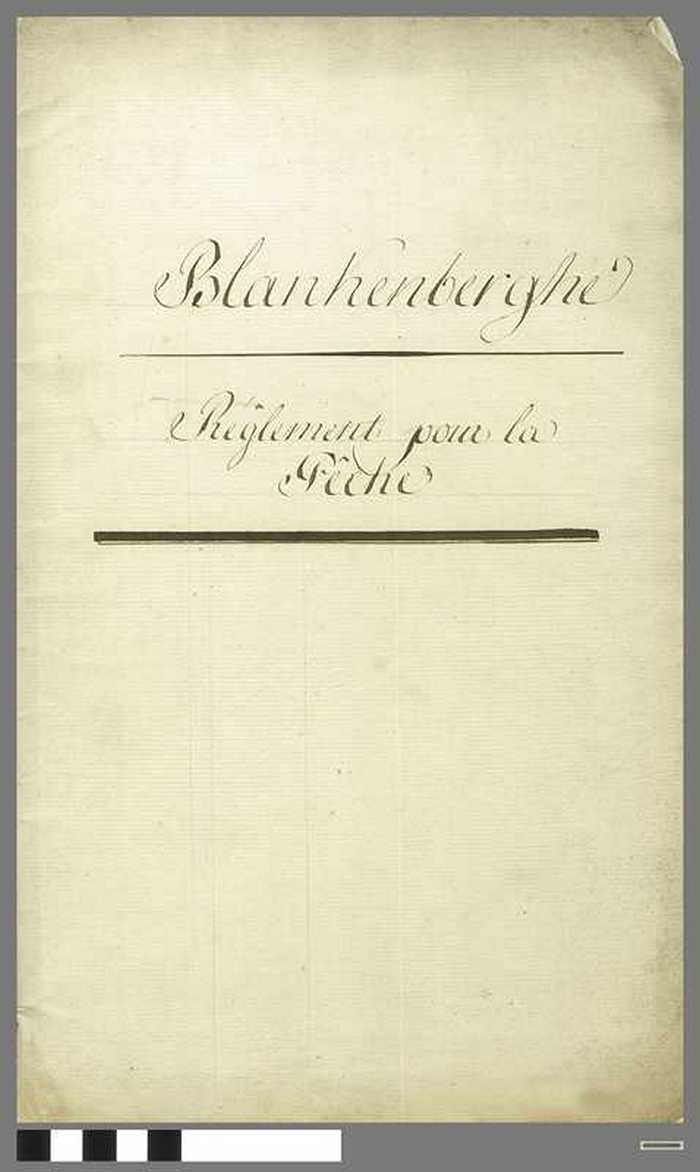 Blankenberghe
Réglement pour la
Pêche